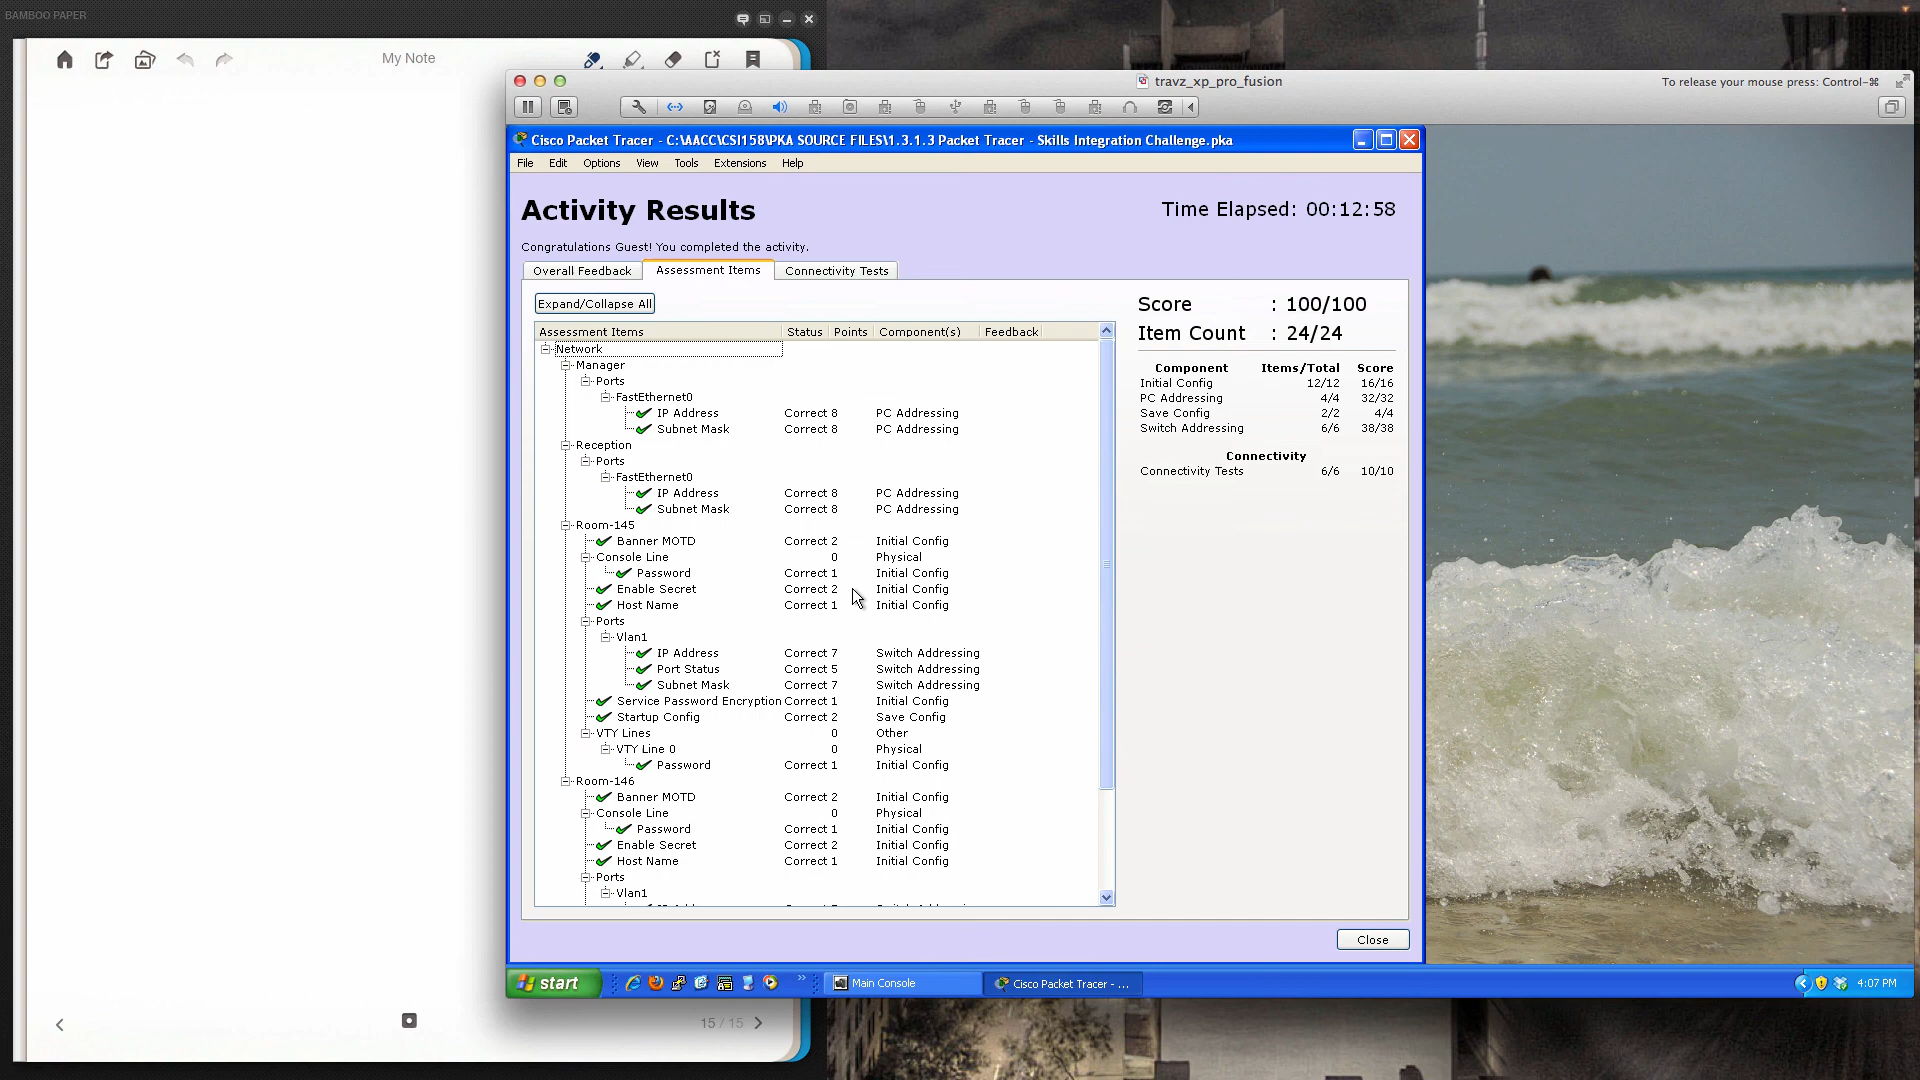 BAMBOO PAPER
My Note
travz_xp_pro_fusion
To release your mouse press: Control-⌘
Cisco Packet Tracer - C:\AACC\CSI158\PKA SOURCE FILES\1.3.1.3 Packet Tracer - Skills Integration Challenge.pka
File Edit Options View Tools Extensions Help
Activity Results
Time Elapsed: 00:12:58
Congratulations Guest! You completed the activity.
Overall Feedback Assessment Items Connectivity Tests
Expand/Collapse All
Assessment Items Status Points Component(s) Feedback
Network
Manager
Ports
FastEthernet0
IP Address Correct 8 PC Addressing
Subnet Mask Correct 8 PC Addressing
Reception
Ports
FastEthernet0
IP Address Correct 8 PC Addressing
Subnet Mask Correct 8 PC Addressing
Room-145
Banner MOTD Correct 2 Initial Config
Console Line 0 Physical
Password Correct 1 Initial Config
Enable Secret Correct 2 Initial Config
Host Name Correct 1 Initial Config
Ports
Vlan1
IP Address Correct 7 Switch Addressing
Port Status Correct 5 Switch Addressing
Subnet Mask Correct 7 Switch Addressing
Service Password Encryption Correct 1 Initial Config
Startup Config Correct 2 Save Config
VTY Lines 0 Other
VTY Line 0 0 Physical
Password Correct 1 Initial Config
Room-146
Banner MOTD Correct 2 Initial Config
Console Line 0 Physical
Password Correct 1 Initial Config
Enable Secret Correct 2 Initial Config
Host Name Correct 1 Initial Config
Ports
Vlan1
Score : 100/100
Item Count : 24/24
Component Items/Total Score
Initial Config 12/12 16/16
PC Addressing 4/4 32/32
Save Config 2/2 4/4
Switch Addressing 6/6 38/38
Connectivity
Connectivity Tests 6/6 10/10
Close
start
Main Console
Cisco Packet Tracer - ...
4:07 PM
15 / 15